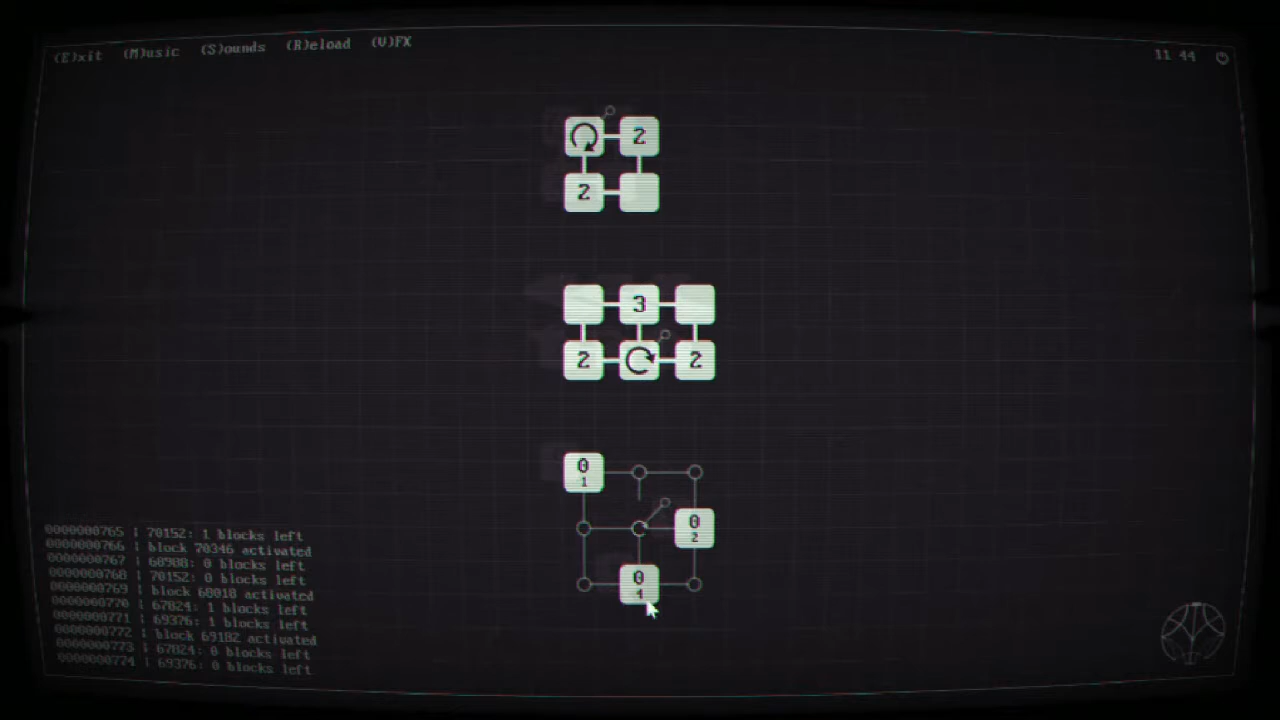 (E)xit (M)usic (S)ounds (R)eload (V)FX 11 44
2
2
3
2 2
0
1
0
2
0
4
0000000765 | 70152: 1 blocks left
0000000766 | block 70346 activated
0000000767 | 68988: 0 blocks left
0000000768 | 70152: 0 blocks left
0000000769 | block 68018 activated
0000000770 | 67824: 1 blocks left
0000000771 | 69376: 1 blocks left
0000000772 | block 69182 activated
0000000773 | 67824: 0 blocks left
0000000774 | 69376: 0 blocks left